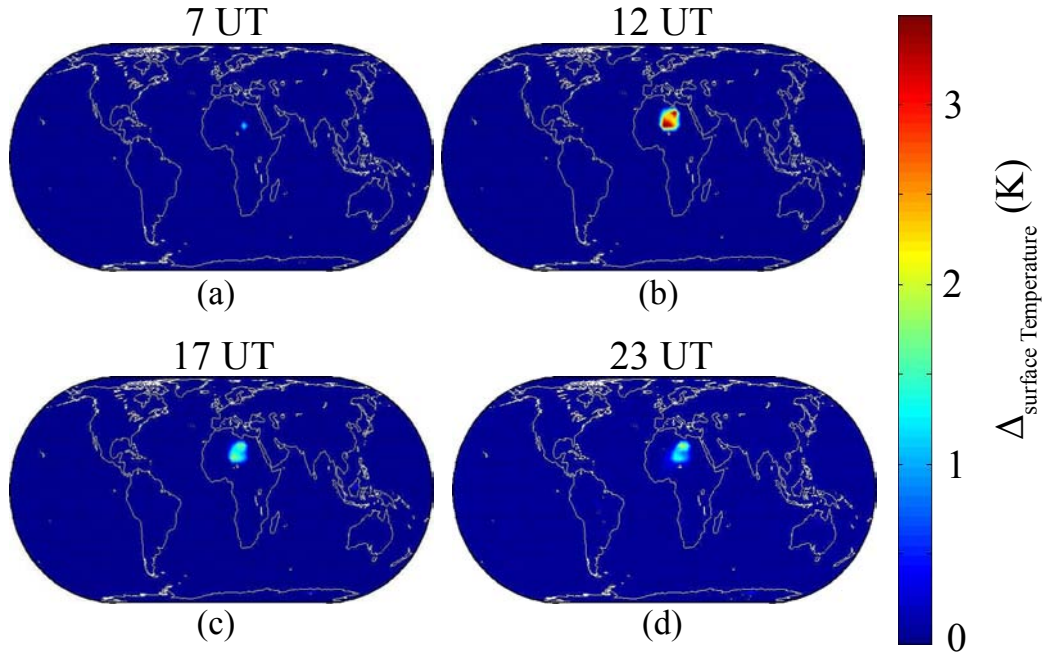 7 UT
12 UT
(a)
(b)
17 UT
23 UT
(c)
(d)
3
2
1
0
Δsurface Temperature (K)